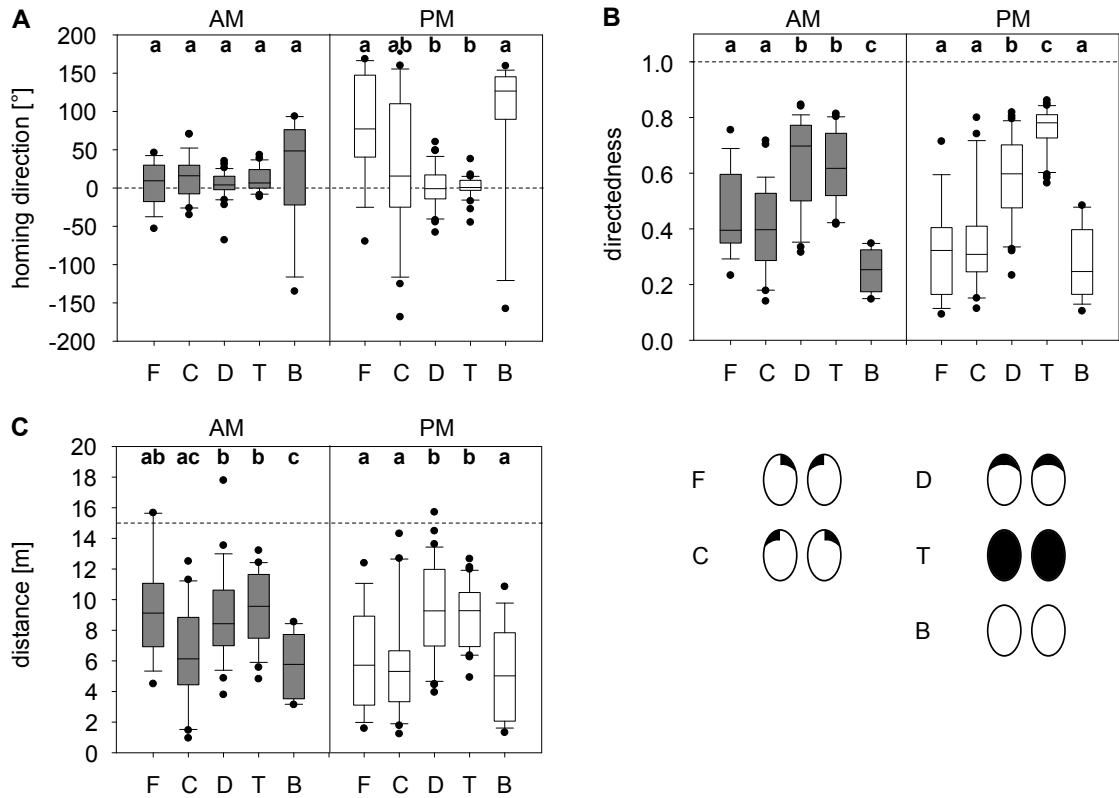 A
AM PM
a a a a a a ab b b a
homing direction [°]
200
150
100
50
0
-50
-100
-150
-200
F C D T B F C D T B
B
AM PM
a a b b c a a b c a
directedness
1.0
0.8
0.6
0.4
0.2
0.0
F C D T B F C D T B
C
AM PM
ab ac b b c a a b b a
distance [m]
20
18
16
14
12
10
8
6
4
2
0
F C D T B F C D T B
F D
C T
B